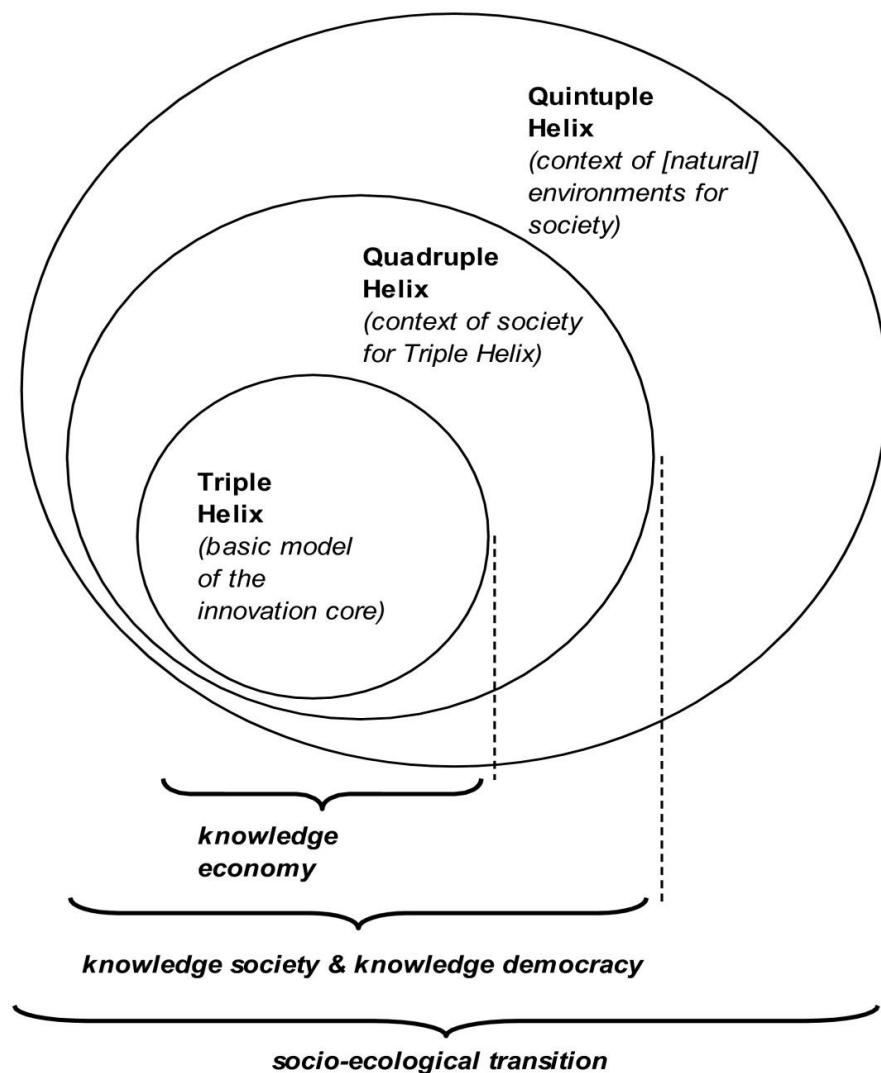 Quintuple
Helix
(context of [natural]
environments for
society)
Quadruple
Helix
(context of society
for Triple Helix)
Triple
Helix
(basic model
of the
innovation core)
knowledge
economy
knowledge society & knowledge democracy
socio-ecological transition